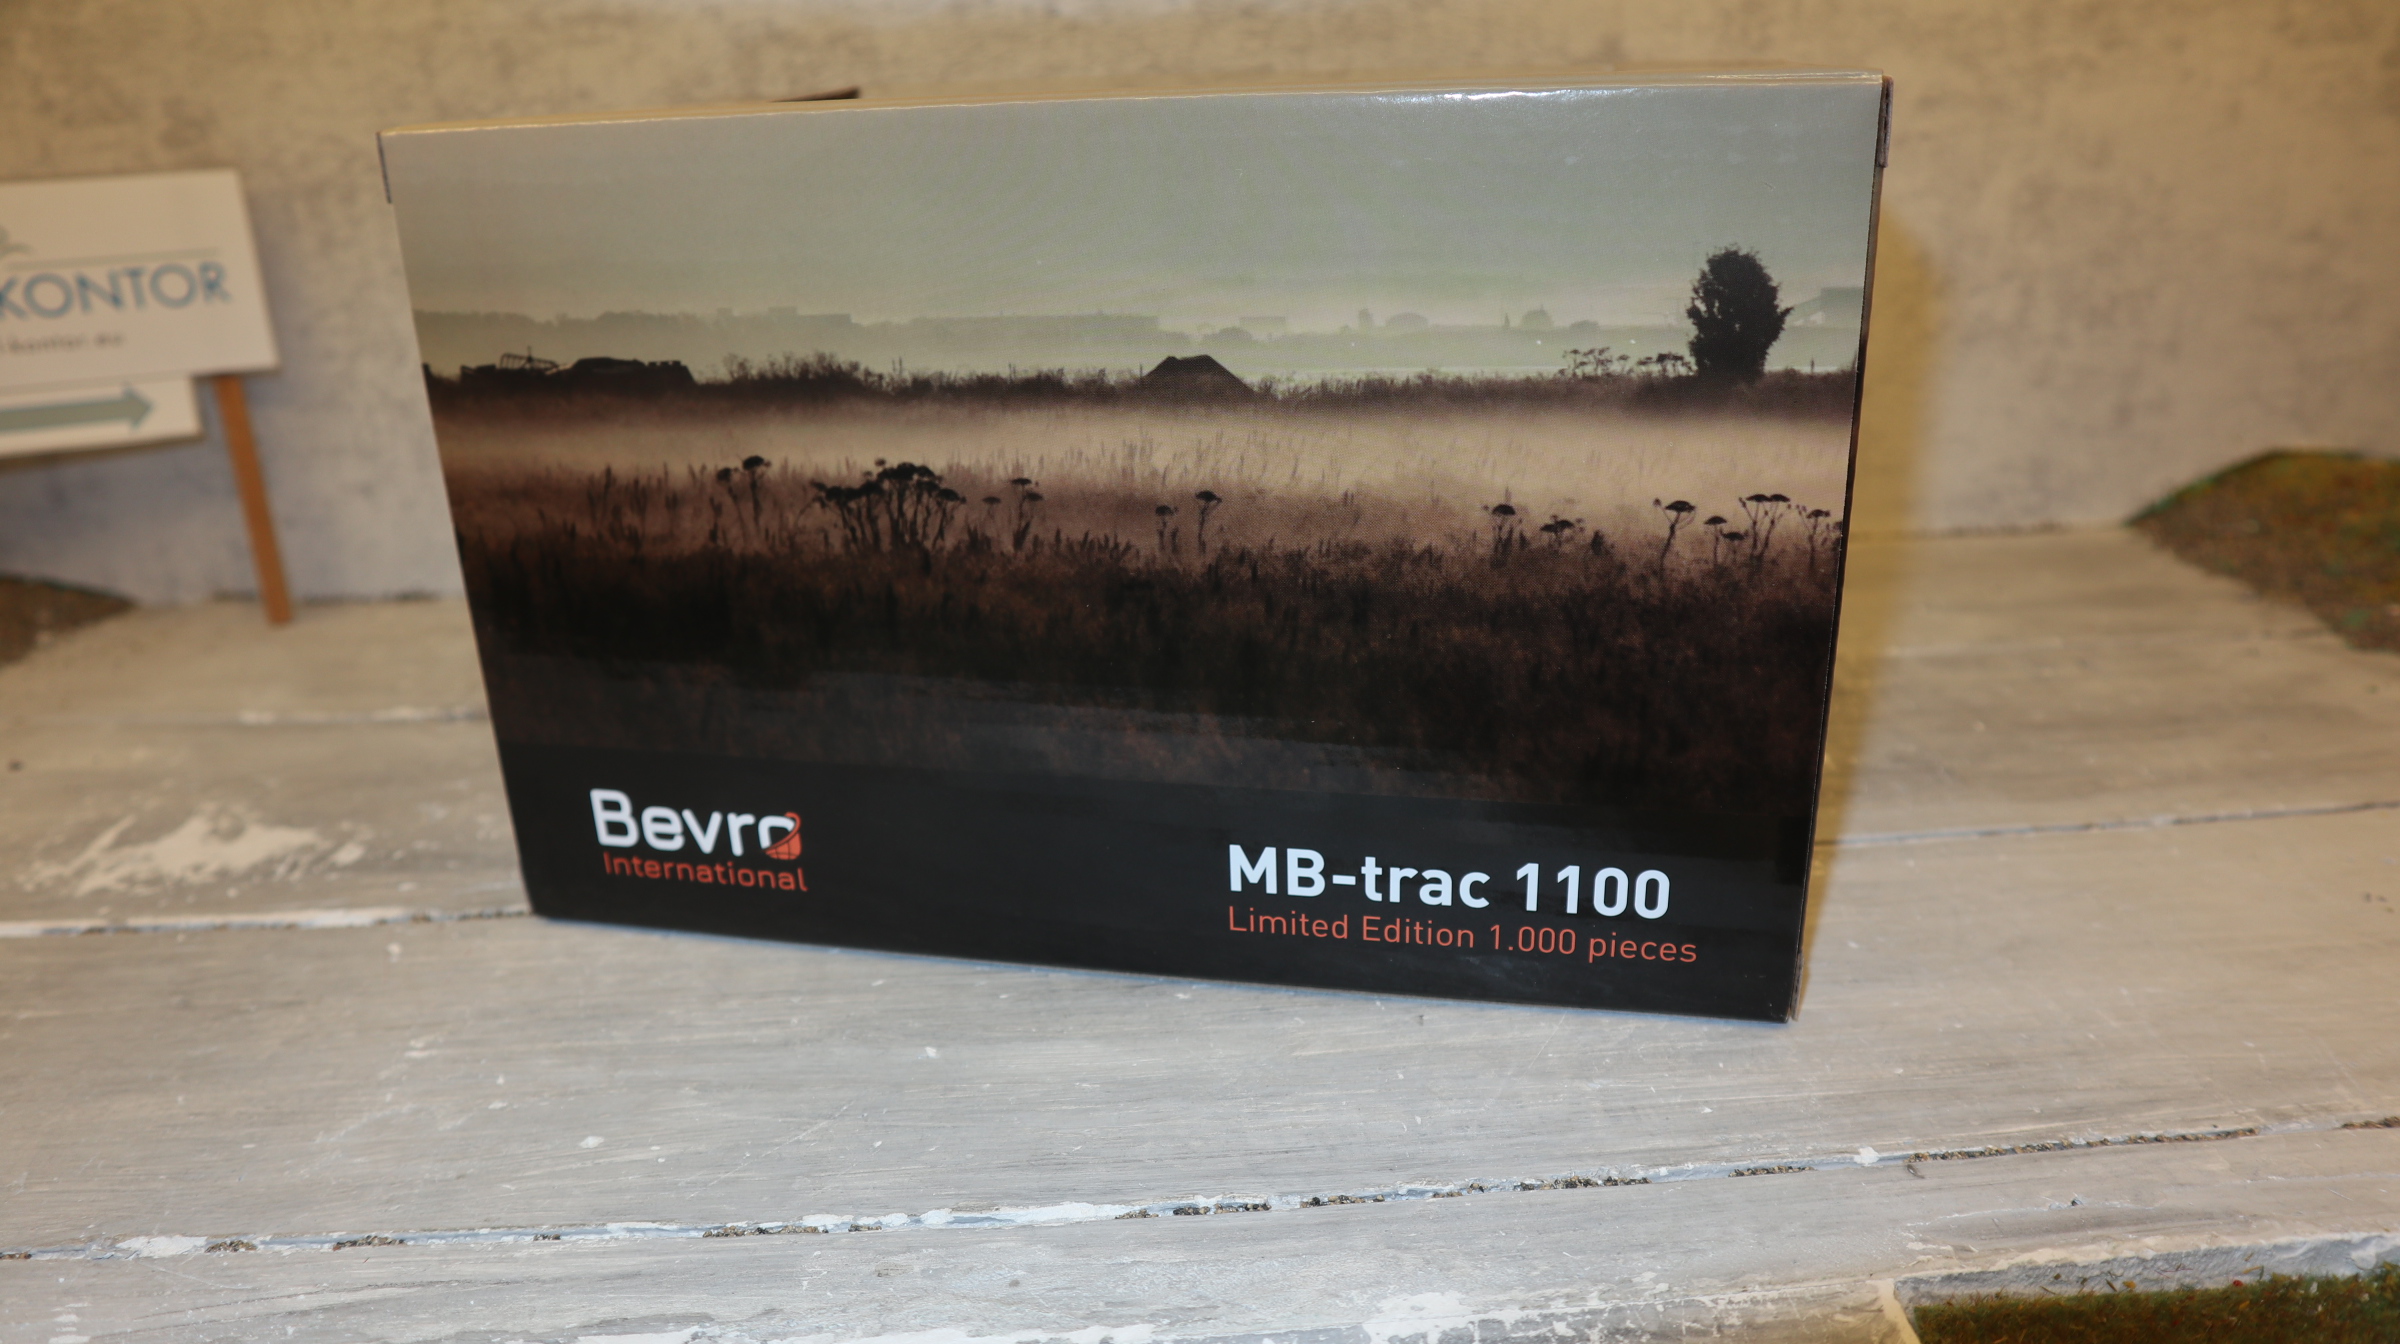 KONTOR
Bevro
International
MB-trac 1100
Limited Edition 1.000 pieces